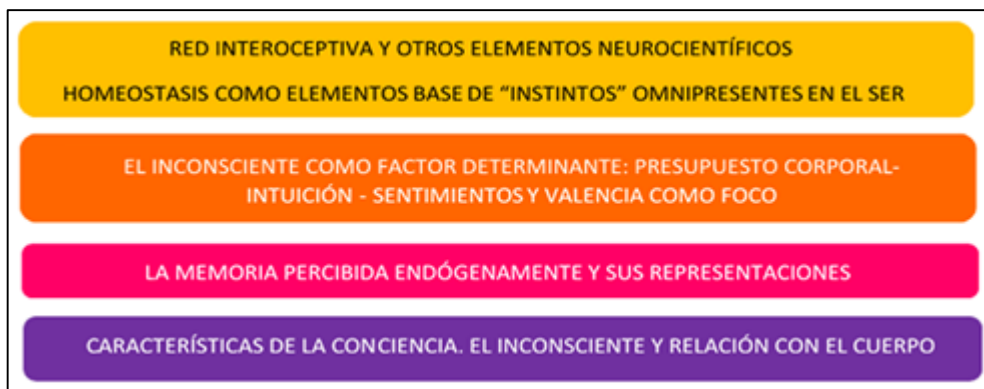 RED INTEROCEPTIVA Y OTROS ELEMENTOS NEUROCIENTÍFICOS
HOMEOSTASIS COMO ELEMENTOS BASE DE “INSTINTOS” OMNIPRESENTES EN EL SER
EL INCONSCIENTE COMO FACTOR DETERMINANTE: PRESUPUESTO CORPORAL-
INTUICIÓN - SENTIMIENTOS Y VALENCIA COMO FOCO
LA MEMORIA PERCIBIDA ENDÓGENAMENTE Y SUS REPRESENTACIONES
CARACTERÍSTICAS DE LA CONCIENCIA. EL INCONSCIENTE Y RELACIÓN CON EL CUERPO